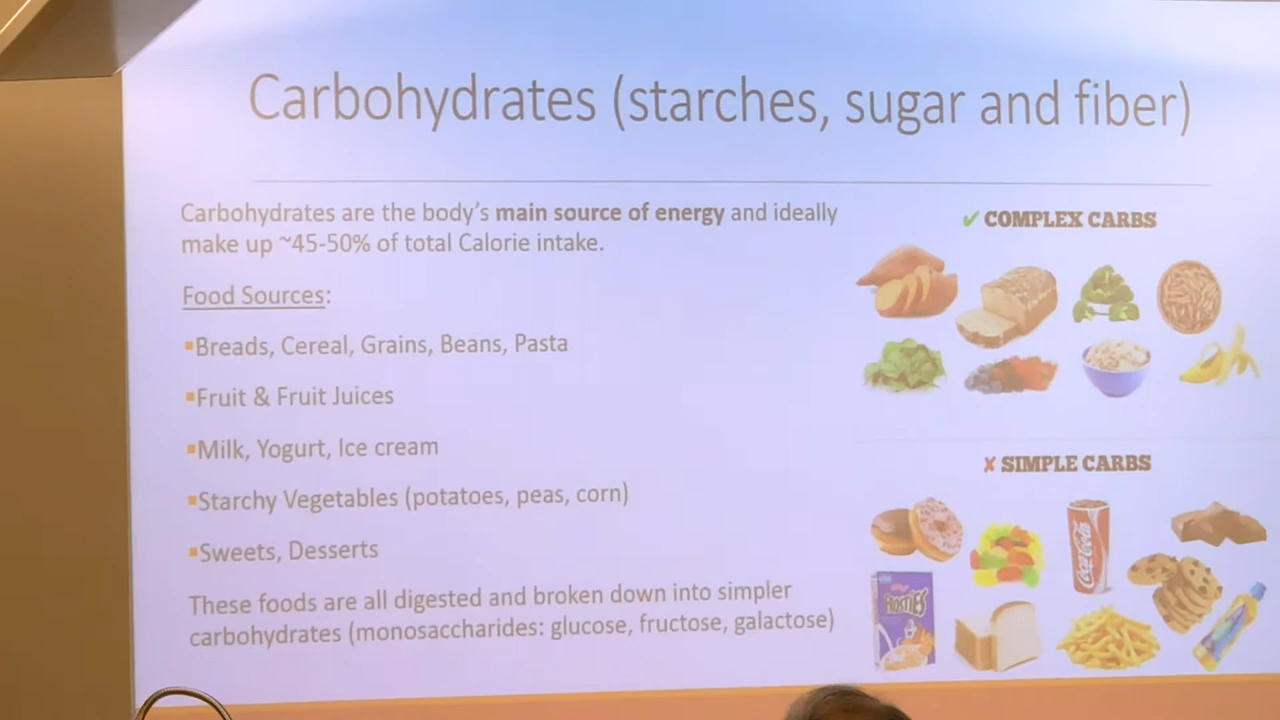 Carbohydrates (starches, sugar and fiber)
Carbohydrates are the body's main source of energy and ideally
make up ~45-50% of total Calorie intake.
Food Sources:
▪Breads, Cereal, Grains, Beans, Pasta
▪Fruit & Fruit Juices
▪Milk, Yogurt, Ice cream
▪Starchy Vegetables (potatoes, peas, corn)
▪Sweets, Desserts
These foods are all digested and broken down into simpler
carbohydrates (monosaccharides: glucose, fructose, galactose)
✓ COMPLEX CARBS
✗ SIMPLE CARBS
Coca-Cola
FROSTIES